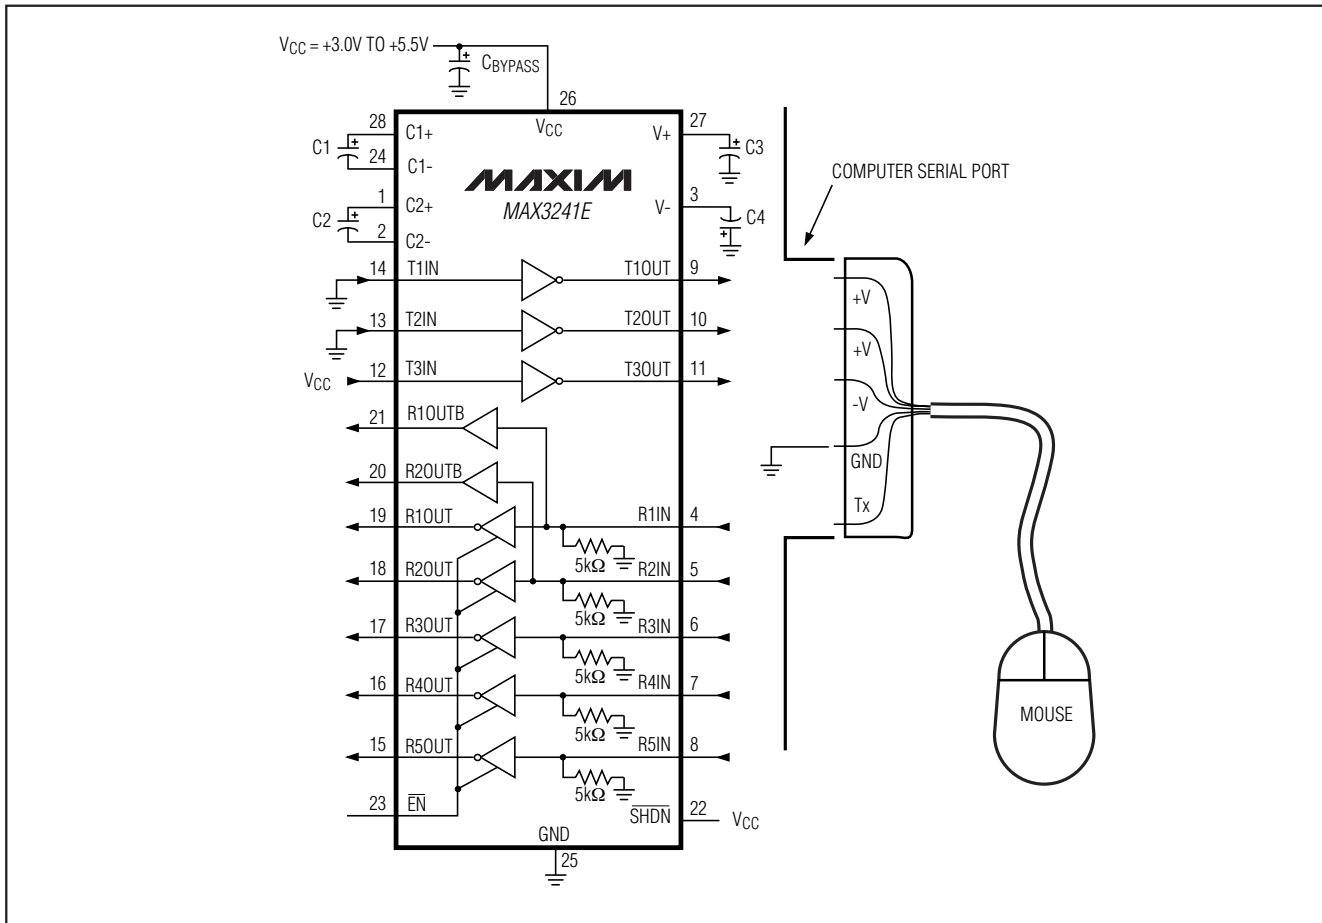 VCC = +3.0V TO +5.5V
CBYPASS
26
VCC
28
C1+
C1
24
C1-
1
C2+
C2
2
C2-
27
V+
C3
3
V-
C4
MAXIM
MAX3241E
14
T1IN
T1OUT
9
13
T2IN
T2OUT
10
VCC
12
T3IN
T3OUT
11
21
R1OUTB
20
R2OUTB
19
R1OUT
R1IN
4
5kΩ
18
R2OUT
R2IN
5
5kΩ
17
R3OUT
R3IN
6
5kΩ
16
R4OUT
R4IN
7
5kΩ
15
R5OUT
R5IN
8
5kΩ
23
EN
SHDN
22
VCC
GND
25
COMPUTER SERIAL PORT
+V
+V
-V
GND
Tx
MOUSE